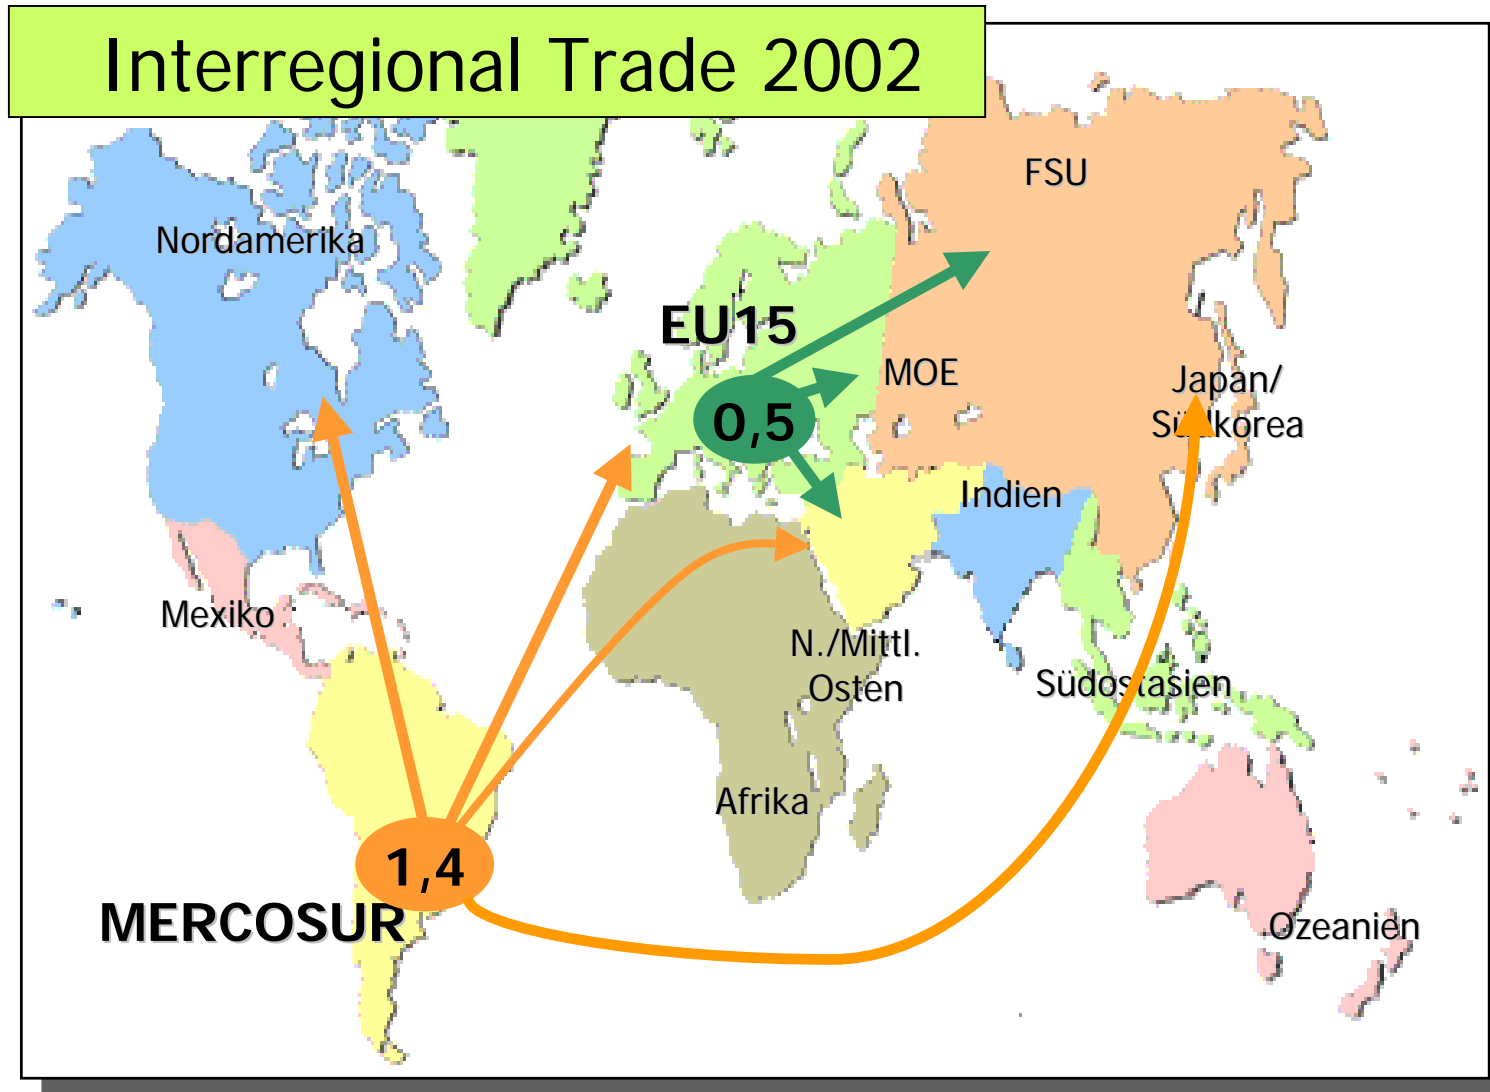 Interregional Trade 2002
FSU
Nordamerika
EU15
MOE
Japan/
Südkorea
0,5
Indien
Mexiko
N./Mittl.
Osten
Südostasien
Afrika
1,4
MERCOSUR
Ozeanien